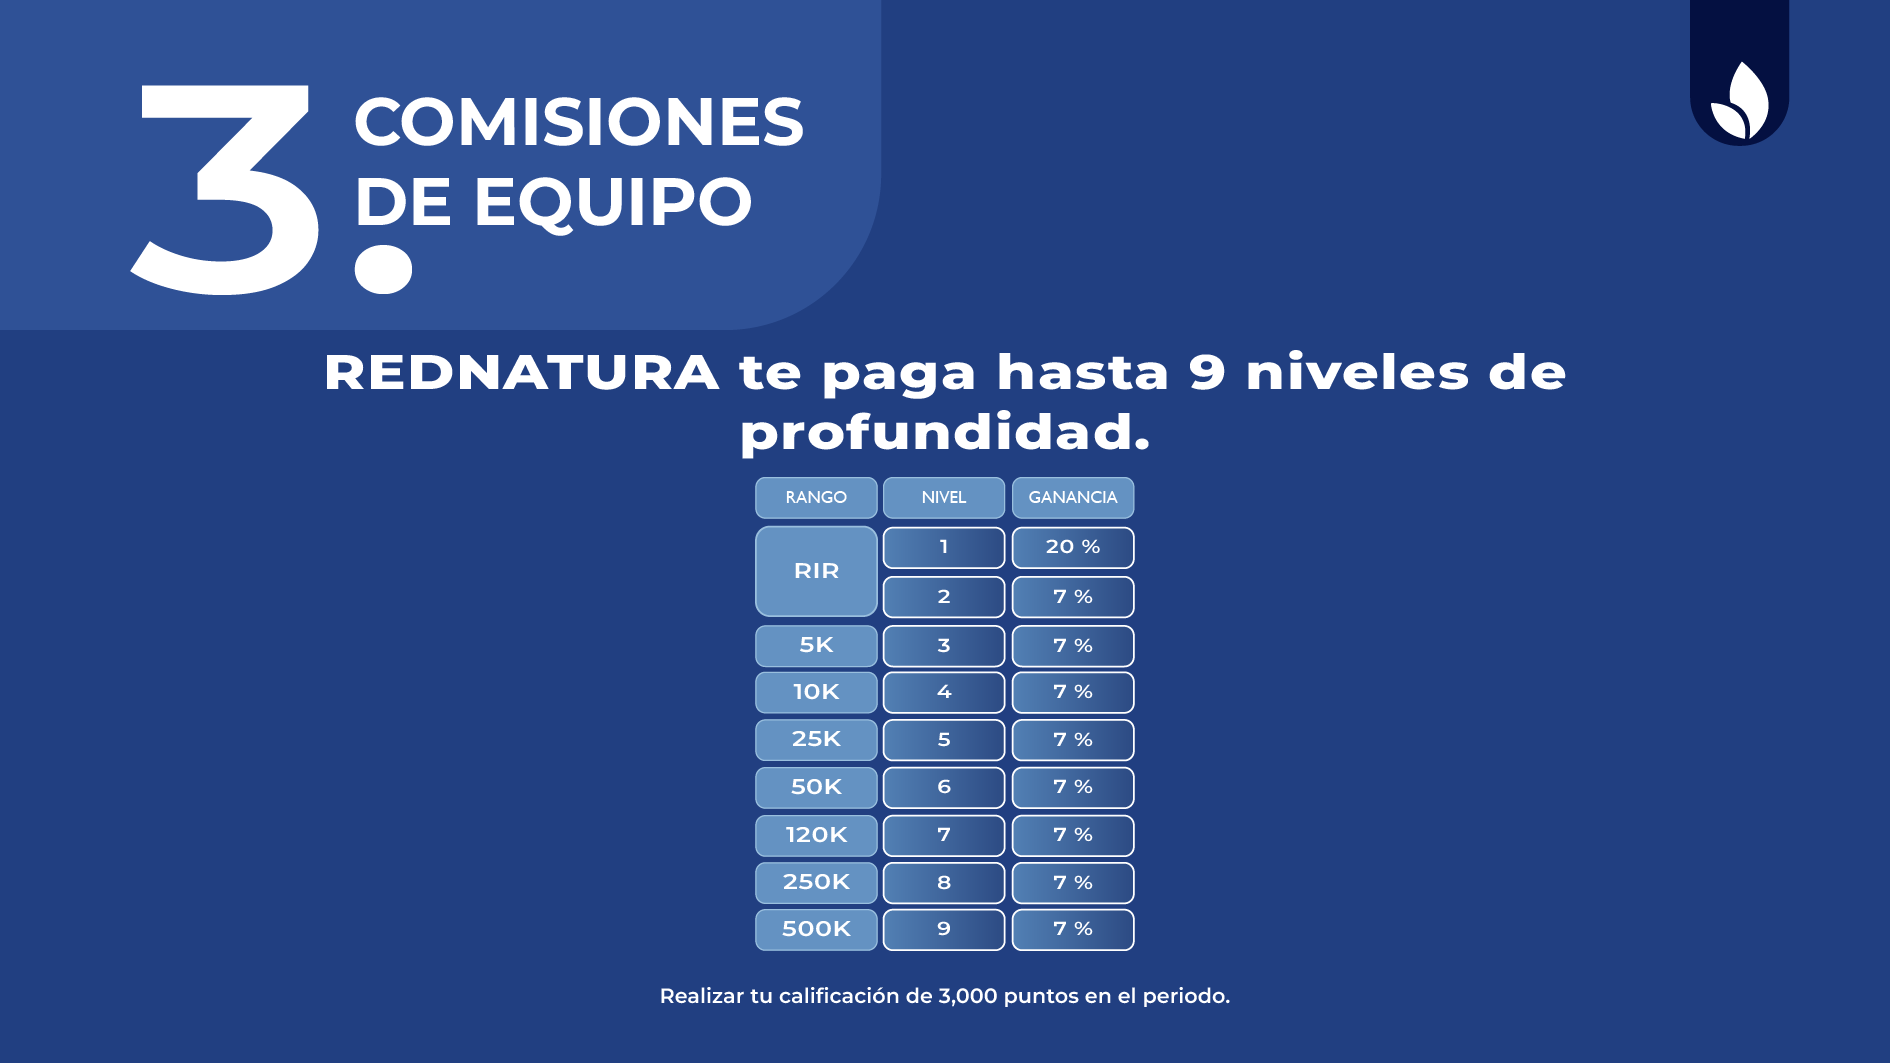 3.
COMISIONES
DE EQUIPO
REDNATURA te paga hasta 9 niveles de
profundidad.
RANGO NIVEL GANANCIA
RIR 1 20 %
2 7 %
5K 3 7 %
10K 4 7 %
25K 5 7 %
50K 6 7 %
120K 7 7 %
250K 8 7 %
500K 9 7 %
Realizar tu calificación de 3,000 puntos en el periodo.